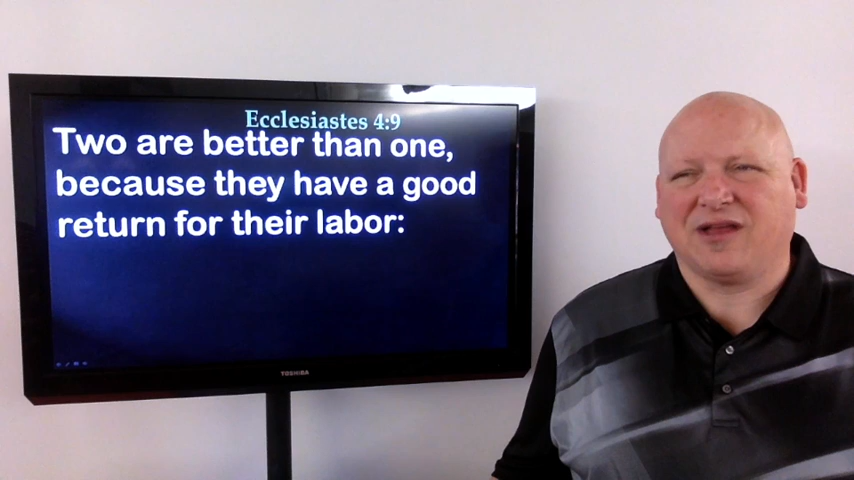 Ecclesiastes 4:9
Two are better than one,
because they have a good
return for their labor:
TOSHIBA